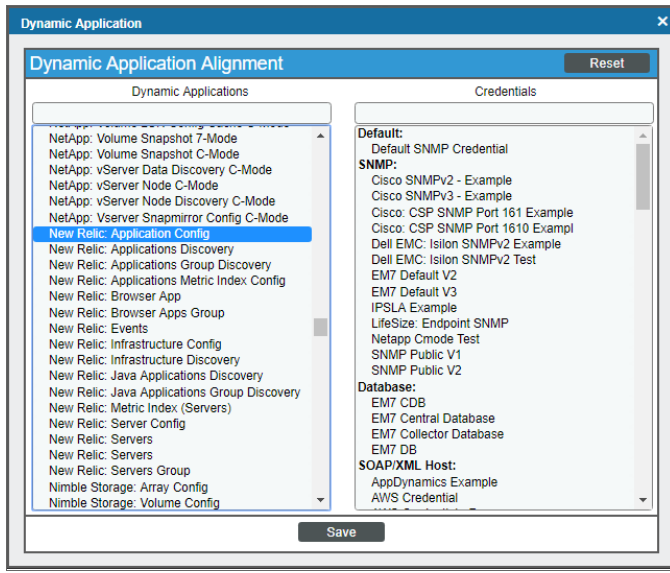 Dynamic Application
Dynamic Application Alignment
Reset
Dynamic Applications
NetApp: Volume Snapshot 7-Mode
NetApp: Volume Snapshot C-Mode
NetApp: vServer Data Discovery C-Mode
NetApp: vServer Node C-Mode
NetApp: vServer Node Discovery C-Mode
NetApp: Vserver Snapmirror Config C-Mode
New Relic: Application Config
New Relic: Applications Discovery
New Relic: Applications Group Discovery
New Relic: Applications Metric Index Config
New Relic: Browser App
New Relic: Browser Apps Group
New Relic: Events
New Relic: Infrastructure Config
New Relic: Infrastructure Discovery
New Relic: Java Applications Discovery
New Relic: Java Applications Group Discovery
New Relic: Metric Index (Servers)
New Relic: Server Config
New Relic: Servers
New Relic: Servers
New Relic: Servers Group
Nimble Storage: Array Config
Nimble Storage: Volume Config
Credentials
Default:
Default SNMP Credential
SNMP:
Cisco SNMPv2 - Example
Cisco SNMPv3 - Example
Cisco: CSP SNMP Port 161 Example
Cisco: CSP SNMP Port 1610 Exampl
Dell EMC: Isilon SNMPv2 Example
Dell EMC: Isilon SNMPv2 Test
EM7 Default V2
EM7 Default V3
IPSLA Example
LifeSize: Endpoint SNMP
Netapp Cmode Test
SNMP Public V1
SNMP Public V2
Database:
EM7 CDB
EM7 Central Database
EM7 Collector Database
EM7 DB
SOAP/XML Host:
AppDynamics Example
AWS Credential
Save